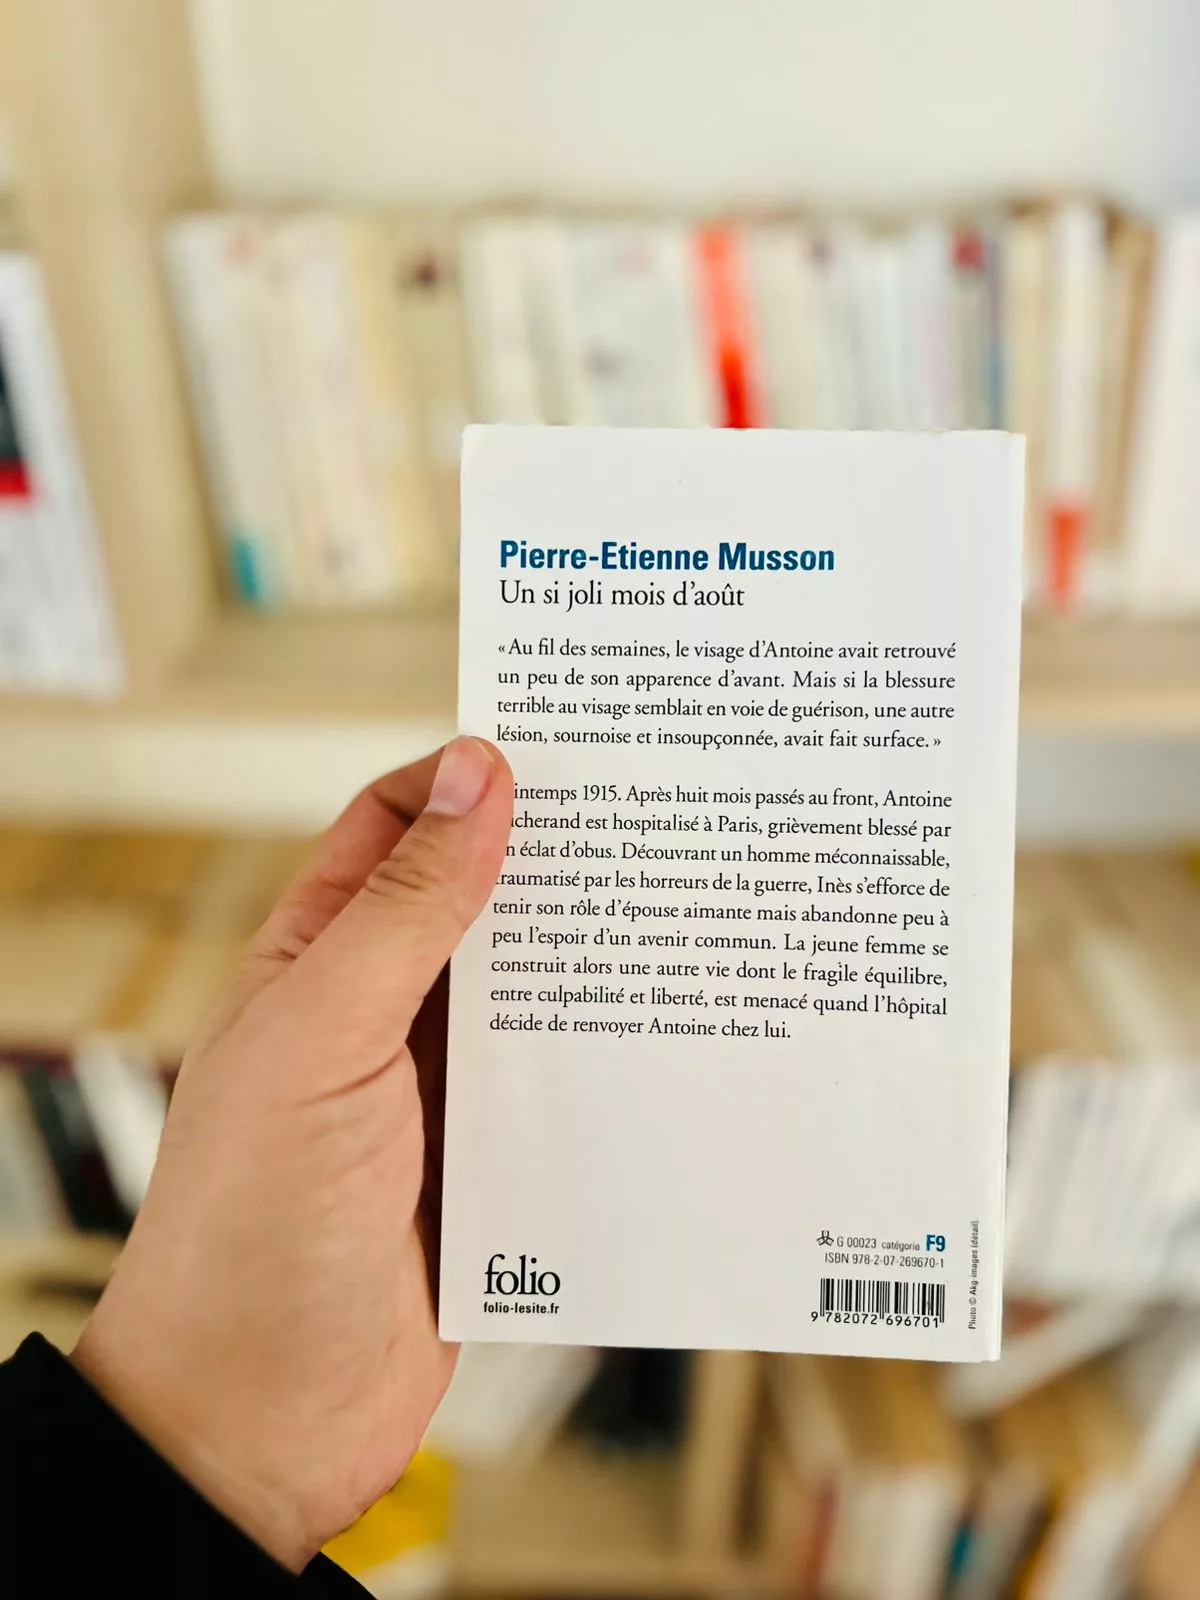 Pierre-Etienne Musson
Un si joli mois d'août
« Au fil des semaines, le visage d'Antoine avait retrouvé
un peu de son apparence d'avant. Mais si la blessure
terrible au visage semblait en voie de guérison, une autre
lésion, sournoise et insoupçonnée, avait fait surface. »
intemps 1915. Après huit mois passés au front, Antoine
cherand est hospitalisé à Paris, grièvement blessé par
n éclat d'obus. Découvrant un homme méconnaissable,
traumatisé par les horreurs de la guerre, Inès s'efforce de
tenir son rôle d'épouse aimante mais abandonne peu à
peu l'espoir d'un avenir commun. La jeune femme se
construit alors une autre vie dont le fragile équilibre,
entre culpabilité et liberté, est menacé quand l'hôpital
décide de renvoyer Antoine chez lui.
folio
folio-lesite.fr
G 00023 catégorie F9
ISBN 978-2-07-269670-1
9 782072 696701
Photo © Akg-images (détail).